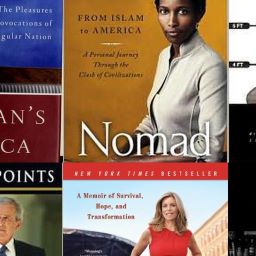 The Pleasures
vocations of
gular Nation
AN'S
CA
POINTS
FROM ISLAM
to AMERICA
A Personal Journey
Through the
Clash of Civilizations
Nomad
NEW YORK TIMES BESTSELLER
A Memoir of Survival,
Hope, and
Transformation
5 FT
4 FT